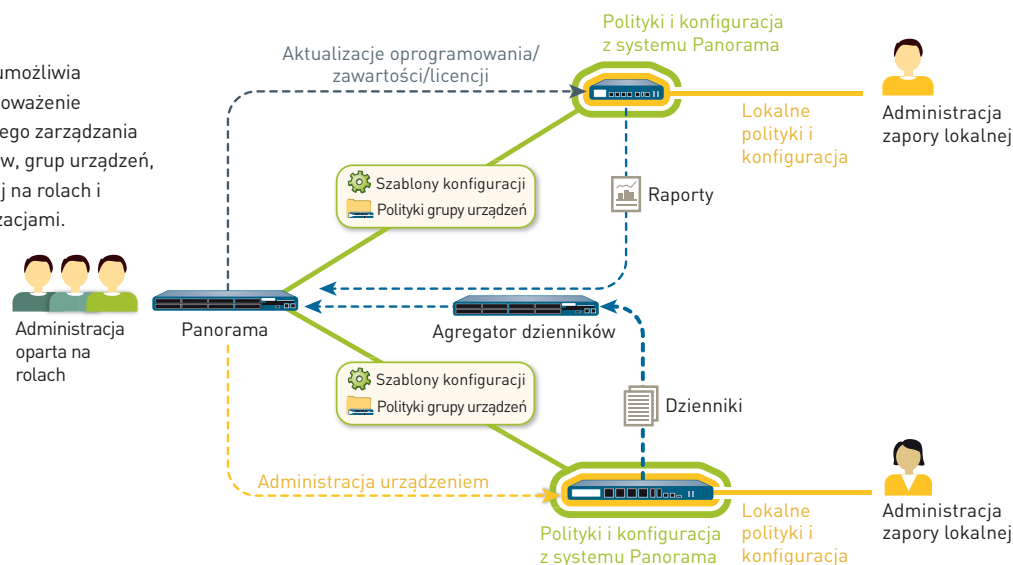 umożliwia
oważenie
ego zarządzania
w, grup urządzeń,
j na rolach i
zacjami.
Aktualizacje oprogramowania/
zawartości/licencji
Polityki i konfiguracja
z systemu Panorama
Lokalne
polityki i
konfiguracja
Administracja
zapory lokalnej
Szablony konfiguracji
Polityki grupy urządzeń
Raporty
Administracja
oparta na
rolach
Panorama
Agregator dzienników
Szablony konfiguracji
Polityki grupy urządzeń
Dzienniki
Administracja urządzeniem
Polityki i konfiguracja
z systemu Panorama
Lokalne
polityki i
konfiguracja
Administracja
zapory lokalnej